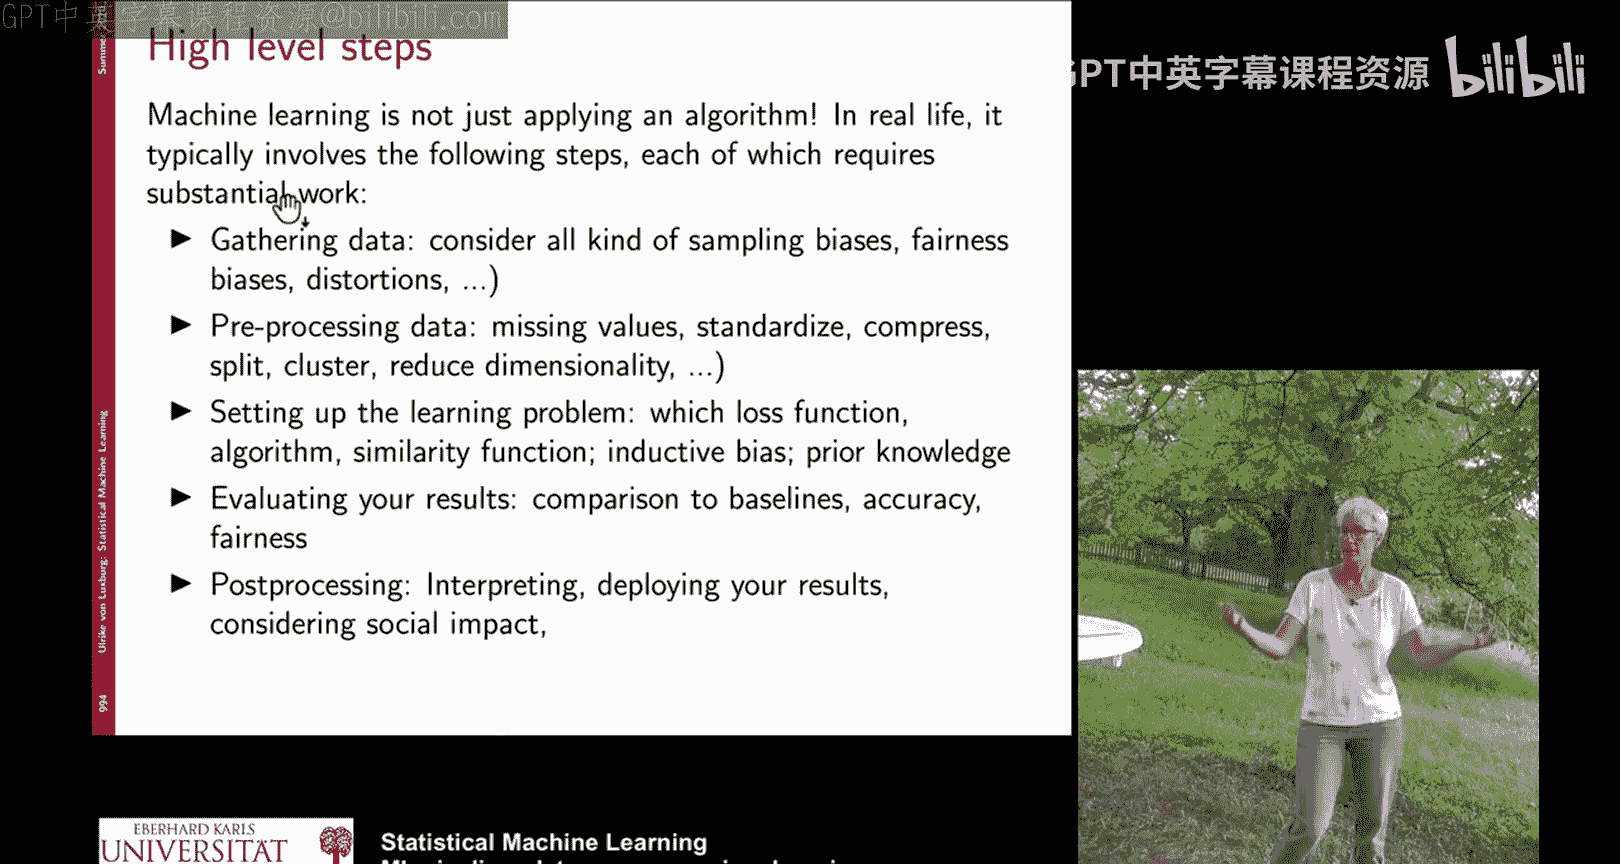 GPT中英字幕课程资源@bilibili.com
GPT中英字幕课程资源 bilibili
High level steps
Machine learning is not just applying an algorithm! In real life, it
typically involves the following steps, each of which requires
substantial work:
▶ Gathering data: consider all kind of sampling biases, fairness
biases, distortions, ...)
▶ Pre-processing data: missing values, standardize, compress,
split, cluster, reduce dimensionality, ...)
▶ Setting up the learning problem: which loss function,
algorithm, similarity function; inductive bias; prior knowledge
▶ Evaluating your results: comparison to baselines, accuracy,
fairness
▶ Postprocessing: Interpreting, deploying your results,
considering social impact,
Ulrike von Luxburg: Statistical Machine Learning
994
EBERHARD KARLS
UNIVERSITÄT
Statistical Machine Learning